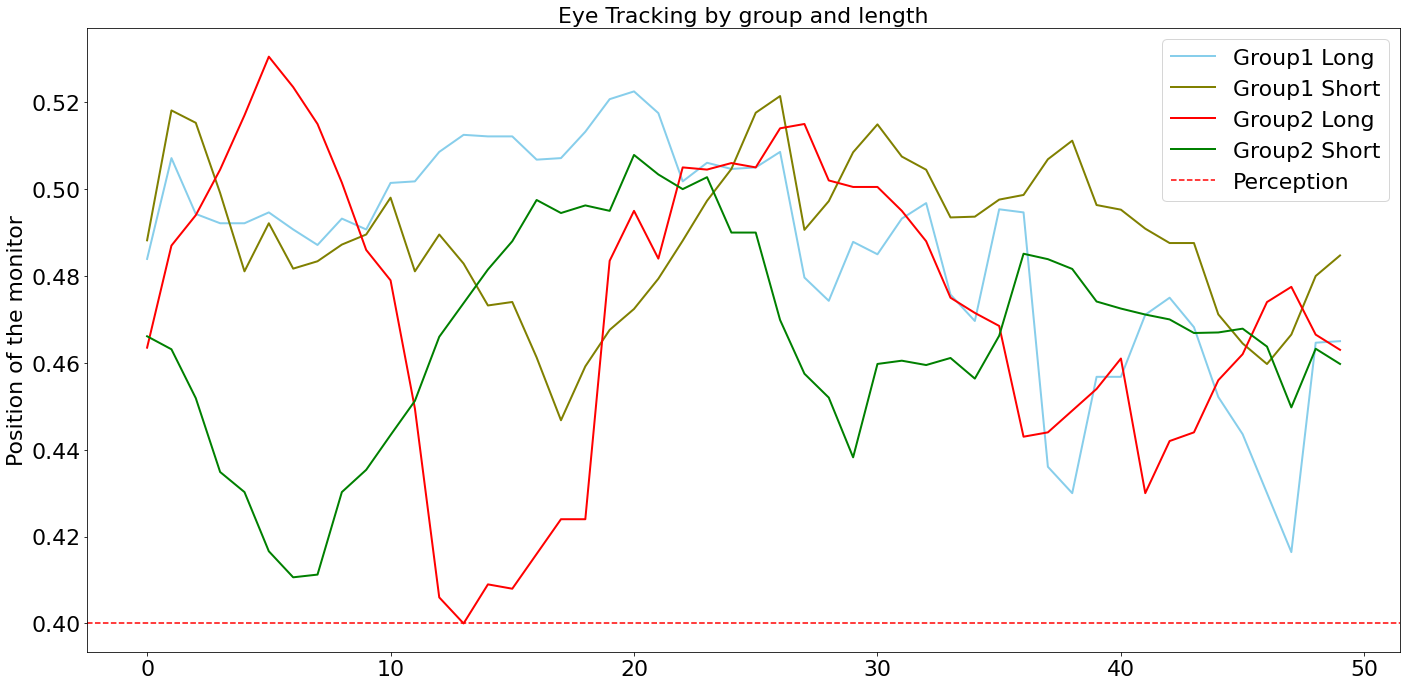 Eye Tracking by group and length
Position of the monitor
0.52
0.50
0.48
0.46
0.44
0.42
0.40
0
10
20
30
40
50
Group1 Long
Group1 Short
Group2 Long
Group2 Short
Perception